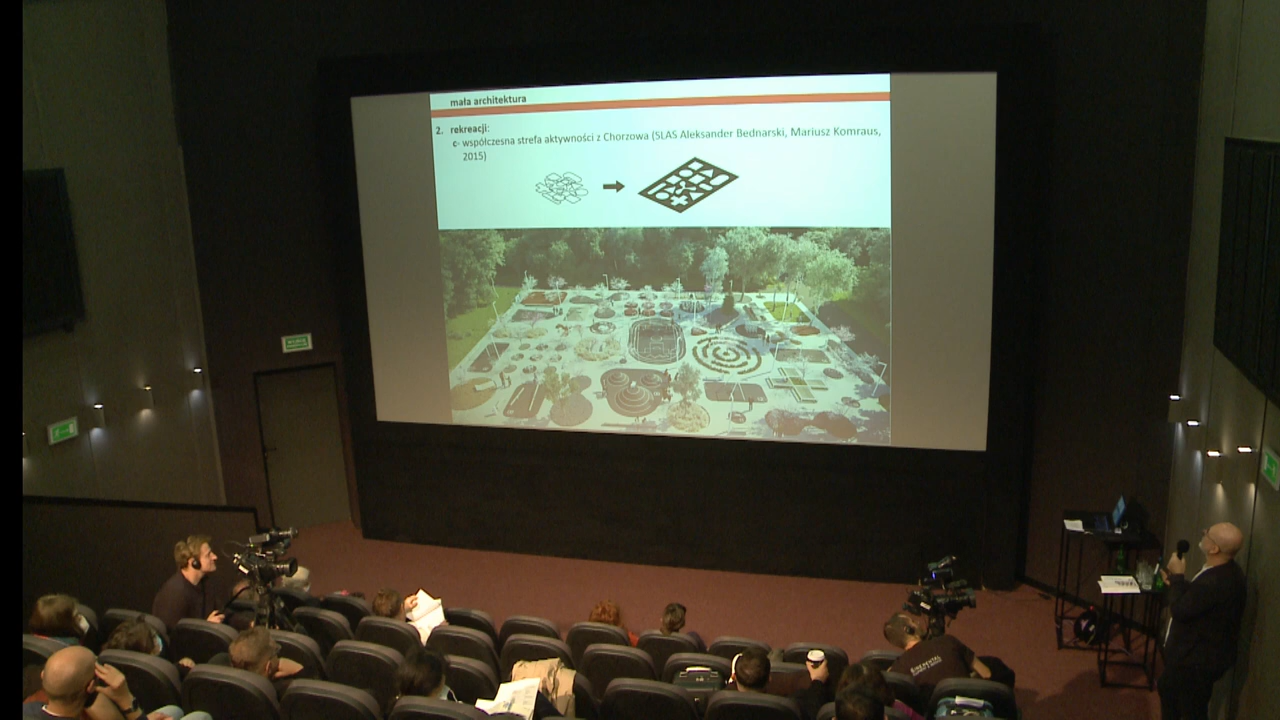 mała architektura
2. rekreacji:
c- współczesna strefa aktywności z Chorzowa (SLAS Aleksander Bednarski, Mariusz Komraus,
2015)